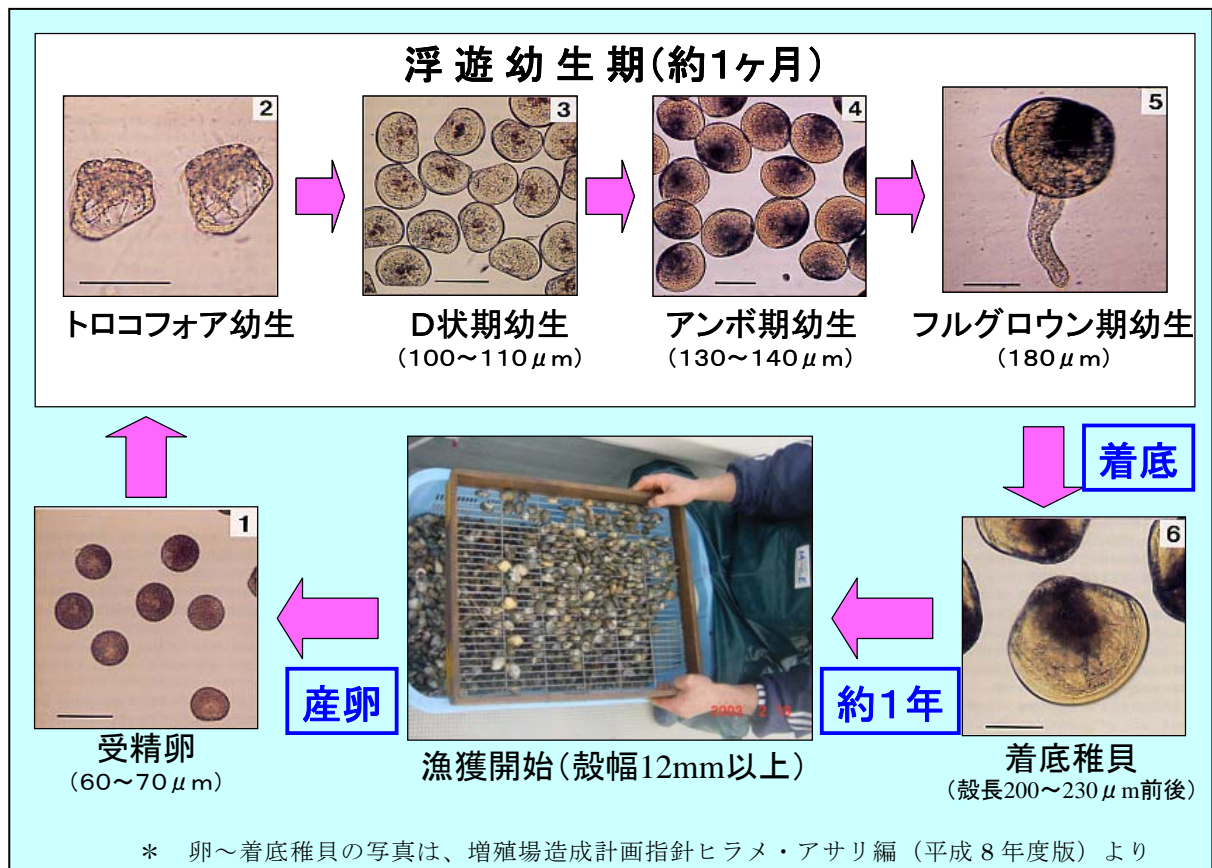 浮遊幼生期(約1ヶ月)
2
3
4
5
トロコフォア幼生
D状期幼生
(100~110μm)
アンボ期幼生
(130~140μm)
フルグロウン期幼生
(180μm)
着底
1
6
産卵
約1年
2003 2
受精卵
(60~70μm)
漁獲開始(殻幅12mm以上)
着底稚貝
(殻長200~230μm前後)
* 卵~着底稚貝の写真は、増殖場造成計画指針ヒラメ・アサリ編(平成8年度版)より